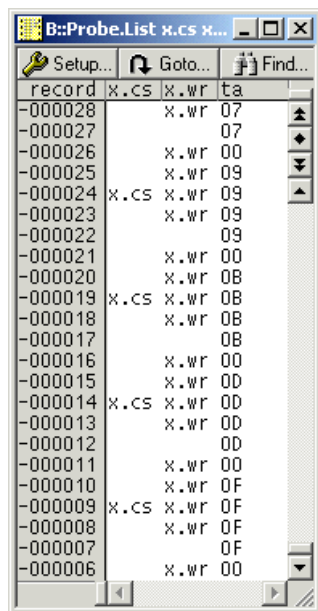 B::Probe.List x.cs x...
Setup... Goto... Find...
record x.cs x.wr ta
-000028 x.wr 07
-000027 07
-000026 x.wr 00
-000025 x.wr 09
-000024 x.cs x.wr 09
-000023 x.wr 09
-000022 09
-000021 x.wr 00
-000020 x.wr 0B
-000019 x.cs x.wr 0B
-000018 x.wr 0B
-000017 0B
-000016 x.wr 00
-000015 x.wr 0D
-000014 x.cs x.wr 0D
-000013 x.wr 0D
-000012 0D
-000011 x.wr 00
-000010 x.wr 0F
-000009 x.cs x.wr 0F
-000008 x.wr 0F
-000007 0F
-000006 x.wr 00